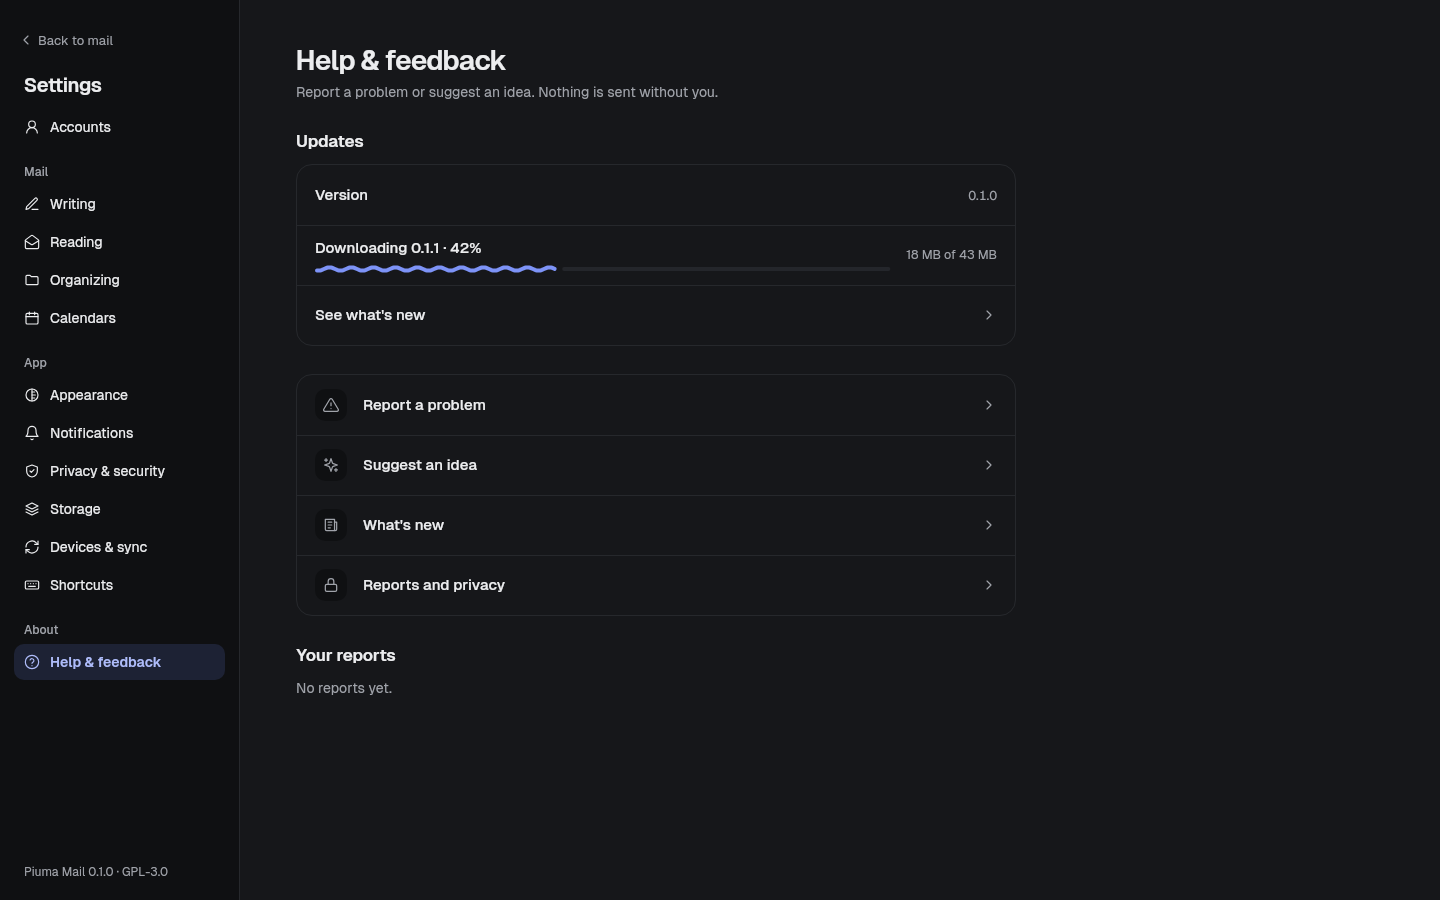 Back to mail
Settings
Accounts
Mail
Writing
Reading
Organizing
Calendars
App
Appearance
Notifications
Privacy & security
Storage
Devices & sync
Shortcuts
About
Help & feedback
Piuma Mail 0.1.0 · GPL-3.0
Help & feedback
Report a problem or suggest an idea. Nothing is sent without you.
Updates
Version 0.1.0
Downloading 0.1.1 · 42%
18 MB of 43 MB
See what's new
Report a problem
Suggest an idea
What's new
Reports and privacy
Your reports
No reports yet.